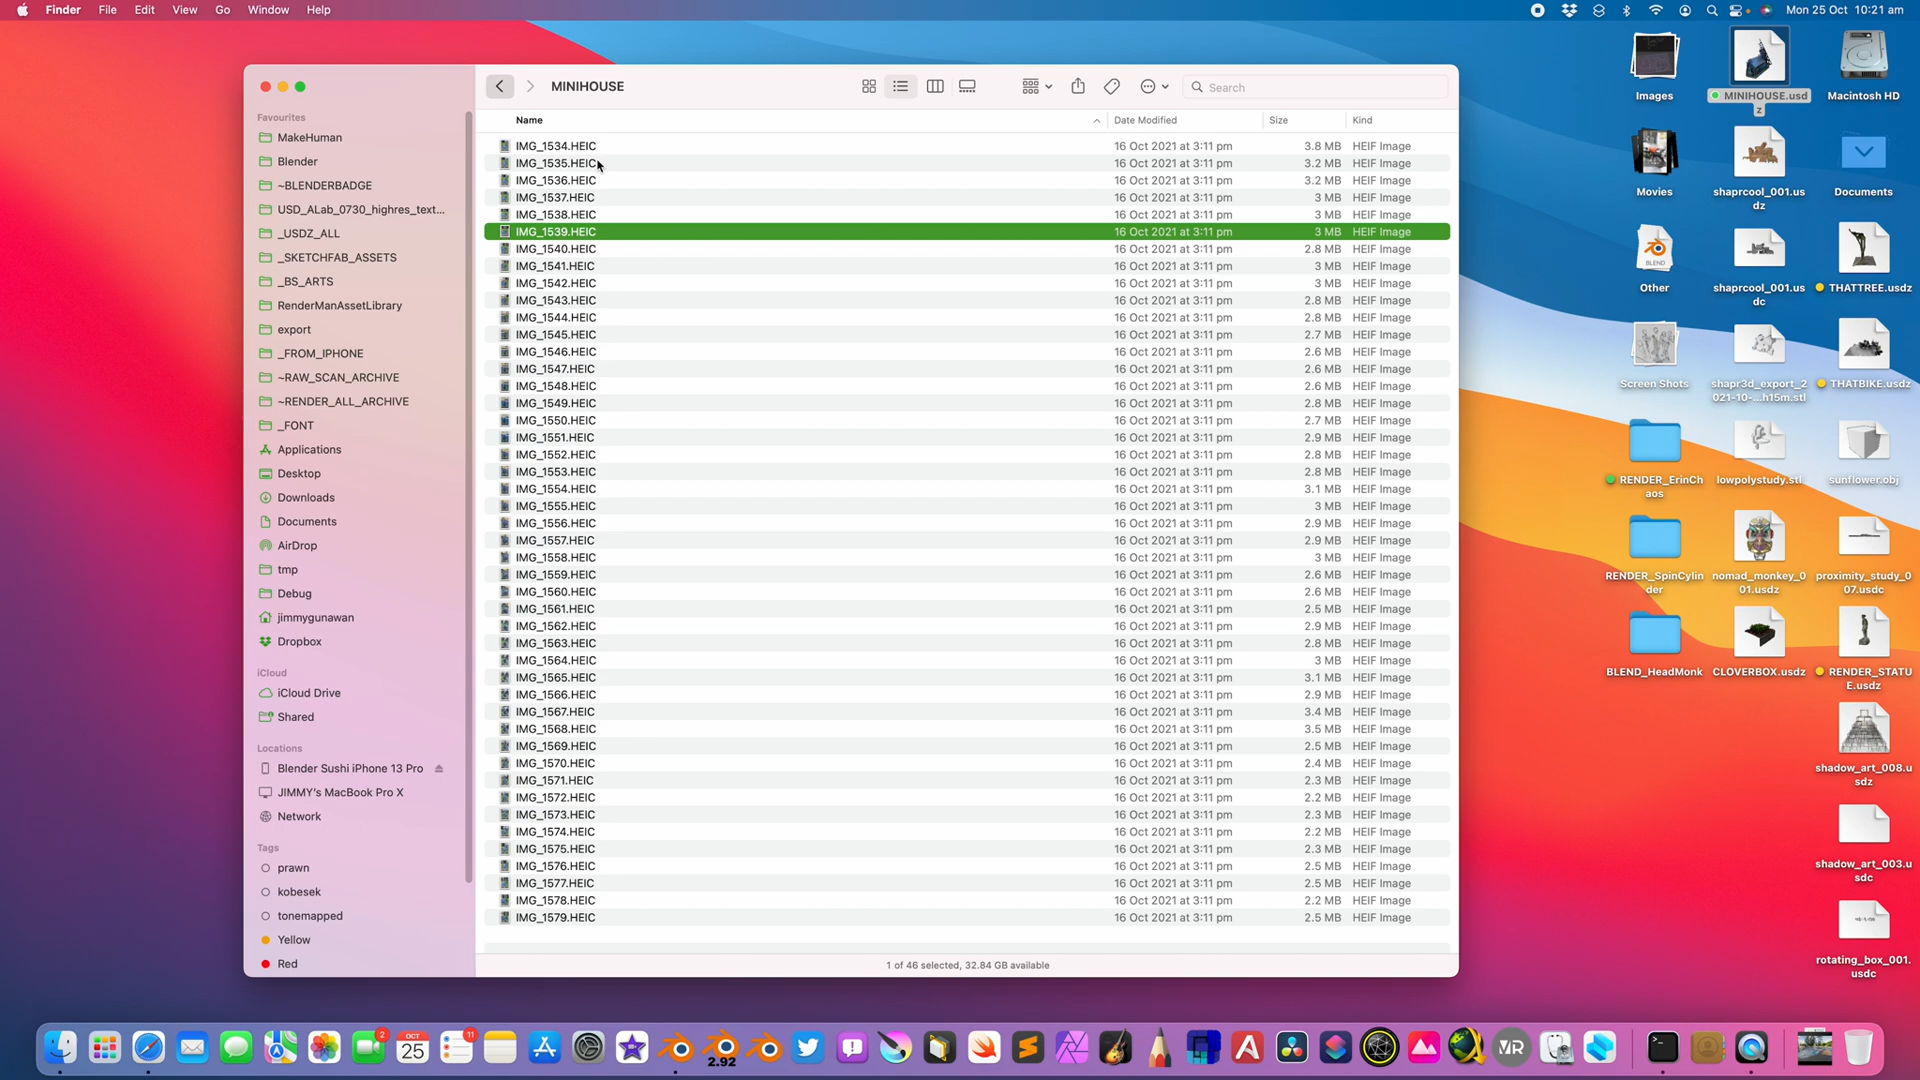 Finder File Edit View Go Window Help
Mon 25 Oct 10:21 am
MINIHOUSE
Search
Favourites
MakeHuman
Blender
~BLENDERBADGE
USD_ALab_0730_highres_text...
_USDZ_ALL
_SKETCHFAB_ASSETS
_BS_ARTS
RenderManAssetLibrary
export
_FROM_IPHONE
~RAW_SCAN_ARCHIVE
~RENDER_ALL_ARCHIVE
_FONT
Applications
Desktop
Downloads
Documents
AirDrop
tmp
Debug
jimmygunawan
Dropbox
iCloud
iCloud Drive
Shared
Locations
Blender Sushi iPhone 13 Pro
JIMMY's MacBook Pro X
Network
Tags
prawn
kobesek
tonemapped
Yellow
Red
Name Date Modified Size Kind
IMG_1534.HEIC 16 Oct 2021 at 3:11 pm 3.8 MB HEIF Image
IMG_1535.HEIC 16 Oct 2021 at 3:11 pm 3.2 MB HEIF Image
IMG_1536.HEIC 16 Oct 2021 at 3:11 pm 3.2 MB HEIF Image
IMG_1537.HEIC 16 Oct 2021 at 3:11 pm 3 MB HEIF Image
IMG_1538.HEIC 16 Oct 2021 at 3:11 pm 3 MB HEIF Image
IMG_1539.HEIC 16 Oct 2021 at 3:11 pm 3 MB HEIF Image
IMG_1540.HEIC 16 Oct 2021 at 3:11 pm 2.8 MB HEIF Image
IMG_1541.HEIC 16 Oct 2021 at 3:11 pm 3 MB HEIF Image
IMG_1542.HEIC 16 Oct 2021 at 3:11 pm 3 MB HEIF Image
IMG_1543.HEIC 16 Oct 2021 at 3:11 pm 2.8 MB HEIF Image
IMG_1544.HEIC 16 Oct 2021 at 3:11 pm 2.8 MB HEIF Image
IMG_1545.HEIC 16 Oct 2021 at 3:11 pm 2.7 MB HEIF Image
IMG_1546.HEIC 16 Oct 2021 at 3:11 pm 2.6 MB HEIF Image
IMG_1547.HEIC 16 Oct 2021 at 3:11 pm 2.6 MB HEIF Image
IMG_1548.HEIC 16 Oct 2021 at 3:11 pm 2.6 MB HEIF Image
IMG_1549.HEIC 16 Oct 2021 at 3:11 pm 2.8 MB HEIF Image
IMG_1550.HEIC 16 Oct 2021 at 3:11 pm 2.7 MB HEIF Image
IMG_1551.HEIC 16 Oct 2021 at 3:11 pm 2.9 MB HEIF Image
IMG_1552.HEIC 16 Oct 2021 at 3:11 pm 2.8 MB HEIF Image
IMG_1553.HEIC 16 Oct 2021 at 3:11 pm 2.8 MB HEIF Image
IMG_1554.HEIC 16 Oct 2021 at 3:11 pm 3.1 MB HEIF Image
IMG_1555.HEIC 16 Oct 2021 at 3:11 pm 3 MB HEIF Image
IMG_1556.HEIC 16 Oct 2021 at 3:11 pm 2.9 MB HEIF Image
IMG_1557.HEIC 16 Oct 2021 at 3:11 pm 2.9 MB HEIF Image
IMG_1558.HEIC 16 Oct 2021 at 3:11 pm 3 MB HEIF Image
IMG_1559.HEIC 16 Oct 2021 at 3:11 pm 2.6 MB HEIF Image
IMG_1560.HEIC 16 Oct 2021 at 3:11 pm 2.6 MB HEIF Image
IMG_1561.HEIC 16 Oct 2021 at 3:11 pm 2.5 MB HEIF Image
IMG_1562.HEIC 16 Oct 2021 at 3:11 pm 2.9 MB HEIF Image
IMG_1563.HEIC 16 Oct 2021 at 3:11 pm 2.8 MB HEIF Image
IMG_1564.HEIC 16 Oct 2021 at 3:11 pm 3 MB HEIF Image
IMG_1565.HEIC 16 Oct 2021 at 3:11 pm 3.1 MB HEIF Image
IMG_1566.HEIC 16 Oct 2021 at 3:11 pm 2.9 MB HEIF Image
IMG_1567.HEIC 16 Oct 2021 at 3:11 pm 3.4 MB HEIF Image
IMG_1568.HEIC 16 Oct 2021 at 3:11 pm 3.5 MB HEIF Image
IMG_1569.HEIC 16 Oct 2021 at 3:11 pm 2.5 MB HEIF Image
IMG_1570.HEIC 16 Oct 2021 at 3:11 pm 2.4 MB HEIF Image
IMG_1571.HEIC 16 Oct 2021 at 3:11 pm 2.3 MB HEIF Image
IMG_1572.HEIC 16 Oct 2021 at 3:11 pm 2.2 MB HEIF Image
IMG_1573.HEIC 16 Oct 2021 at 3:11 pm 2.3 MB HEIF Image
IMG_1574.HEIC 16 Oct 2021 at 3:11 pm 2.2 MB HEIF Image
IMG_1575.HEIC 16 Oct 2021 at 3:11 pm 2.3 MB HEIF Image
IMG_1576.HEIC 16 Oct 2021 at 3:11 pm 2.5 MB HEIF Image
IMG_1577.HEIC 16 Oct 2021 at 3:11 pm 2.5 MB HEIF Image
IMG_1578.HEIC 16 Oct 2021 at 3:11 pm 2.2 MB HEIF Image
IMG_1579.HEIC 16 Oct 2021 at 3:11 pm 2.5 MB HEIF Image
1 of 46 selected, 32.84 GB available
Images
MINIHOUSE.usd
z
Macintosh HD
Movies
shaprcool_001.us
dz
Documents
BLEND
Other
shaprcool_001.us
dc
THATTREE.usdz
Screen Shots
shapr3d_export_2
021-10-...h15m.stl
THATBIKE.usdz
RENDER_ErinCh
aos
lowpolystudy.stl
sunflower.obj
RENDER_SpinCylin
der
nomad_monkey_0
01.usdz
proximity_study_0
07.usdc
BLEND_HeadMonk
CLOVERBOX.usdz
RENDER_STATU
E.usdz
shadow_art_008.u
sdz
shadow_art_003.u
sdc
rotating_box_001.
usdc
2
OCT
25
11
2.92
VR